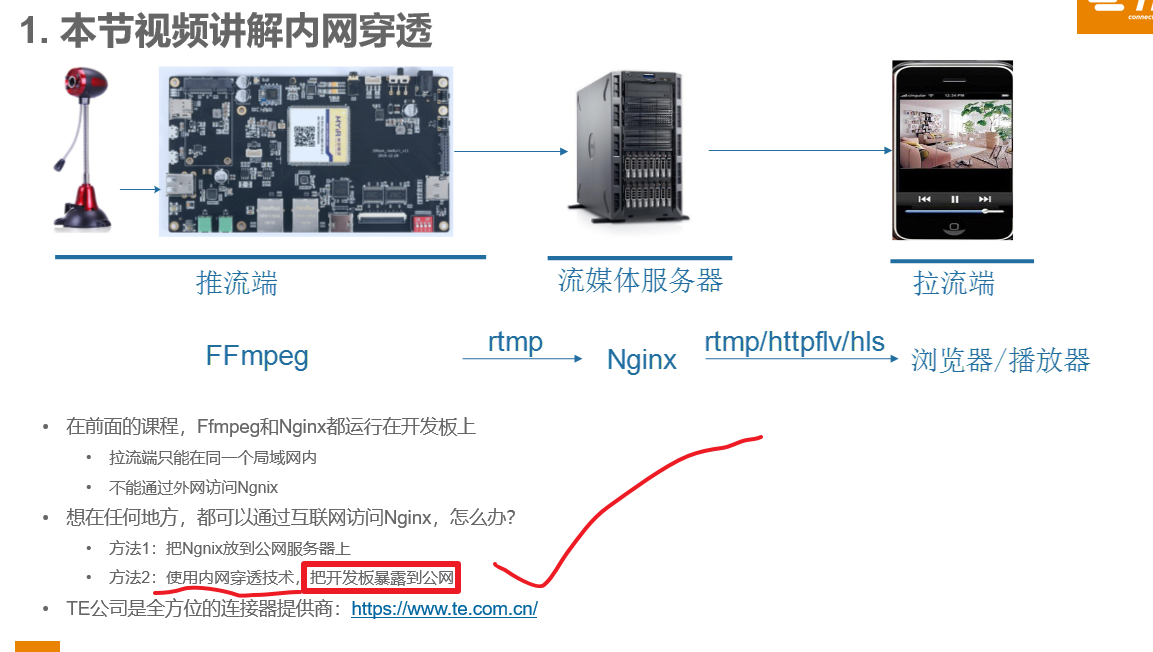 1. 本节视频讲解内网穿透
connec
MYiR
推流端
流媒体服务器
拉流端
FFmpeg
rtmp
Nginx
rtmp/httpflv/hls
浏览器/播放器
• 在前面的课程，Ffmpeg和Nginx都运行在开发板上
• 拉流端只能在同一个局域网内
• 不能通过外网访问Ngnix
• 想在任何地方，都可以通过互联网访问Nginx，怎么办？
• 方法1：把Ngnix放到公网服务器上
• 方法2：使用内网穿透技术，把开发板暴露到公网
• TE公司是全方位的连接器提供商：https://www.te.com.cn/